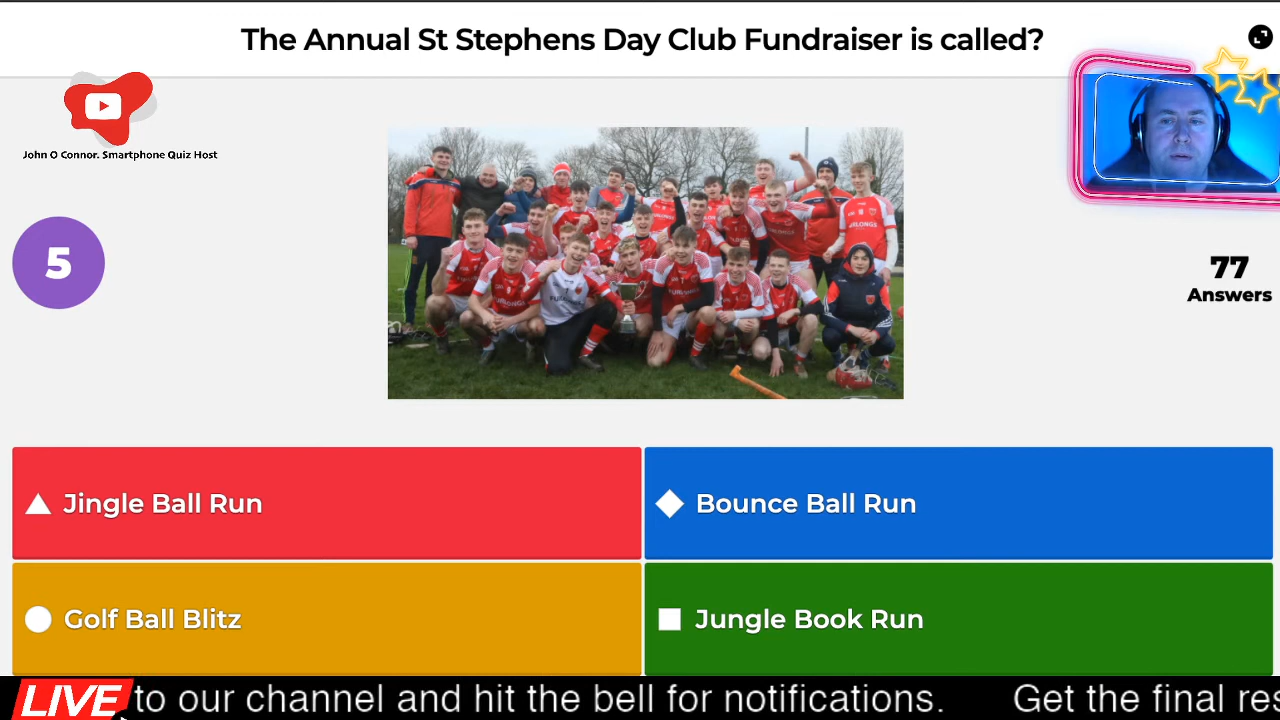 The Annual St Stephens Day Club Fundraiser is called?
John O Connor. Smartphone Quiz Host
5
77
Answers
Jingle Ball Run
Bounce Ball Run
Golf Ball Blitz
Jungle Book Run
LIVE to our channel and hit the bell for notifications. Get the final res